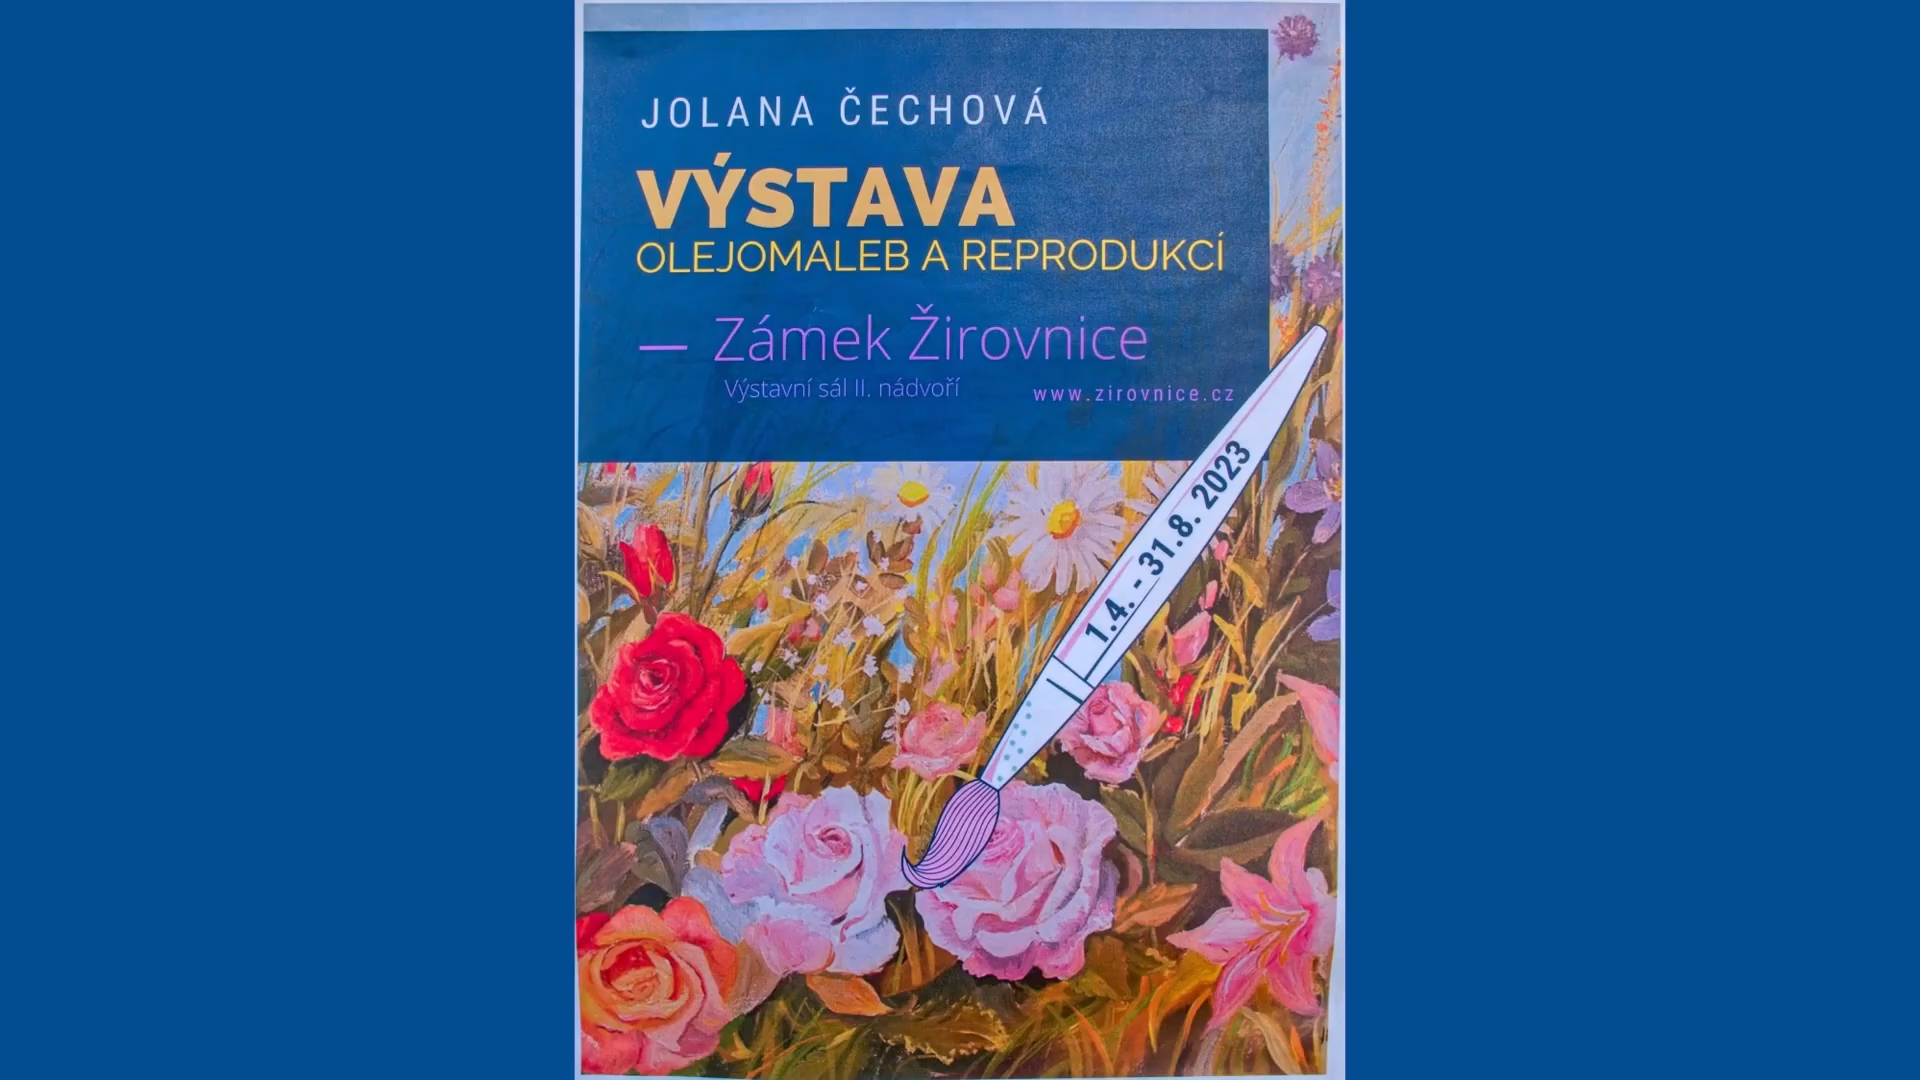 JOLANA ČECHOVÁ
VÝSTAVA
OLEJOMALEB A REPRODUKCÍ
— Zámek Žirovnice
Výstavní sál II. nádvoří
www.zirovnice.cz
1.4. - 31.8. 2023